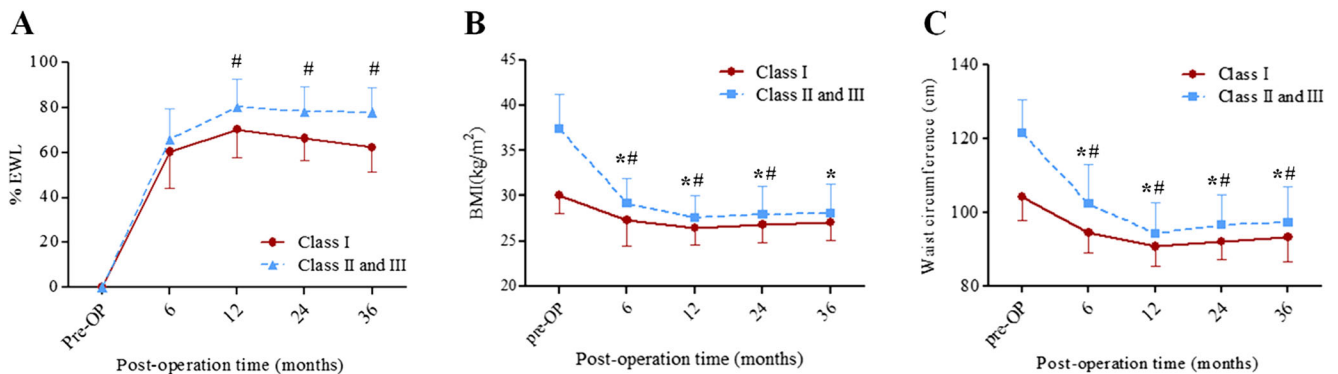 A
% EWL
100
80
60
40
20
0
#
#
#
Class I
Class II and III
Pre-OP
6
12
24
36
Post-operation time (months)
B
BMI(kg/m²)
45
40
35
30
25
20
Class I
Class II and III
*#
*#
*#
*
pre-OP
6
12
24
36
Post-operation time (months)
C
Waist circumference (cm)
140
120
100
80
Class I
Class II and III
*#
*#
*#
*#
pre-OP
6
12
24
36
Post-operation time (months)